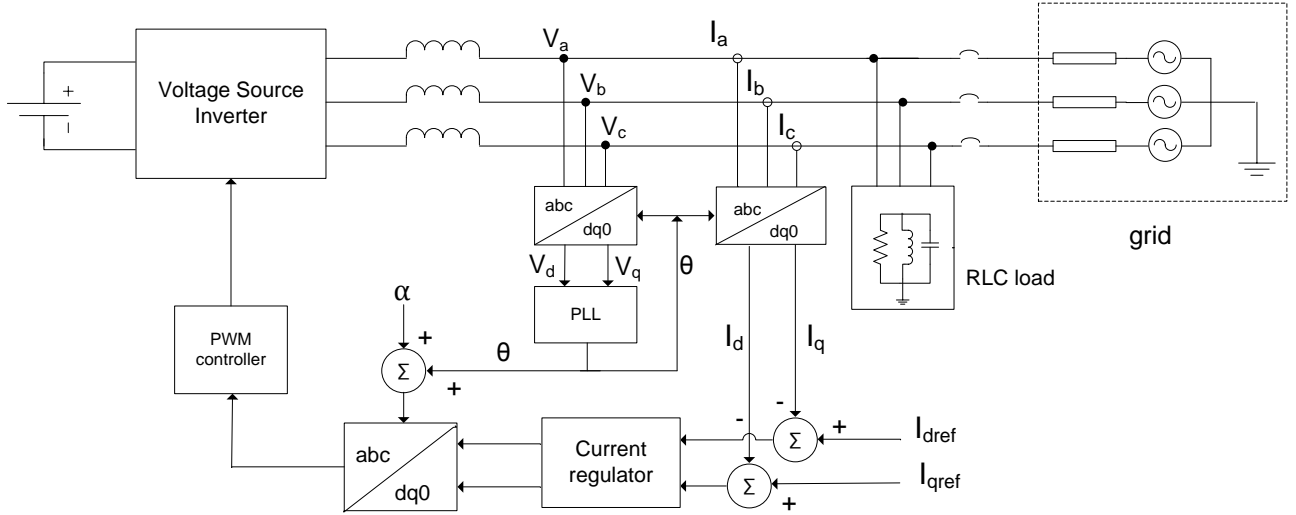 +
–
Voltage Source
Inverter
Va
Vb
Vc
Ia
Ib
Ic
abc
dq0
abc
dq0
Vd
Vq
θ
PLL
RLC load
grid
α
+
Σ
+
θ
PWM
controller
Id
Iq
-
-
Σ
+
Idref
Σ
+
Iqref
Current
regulator
abc
dq0